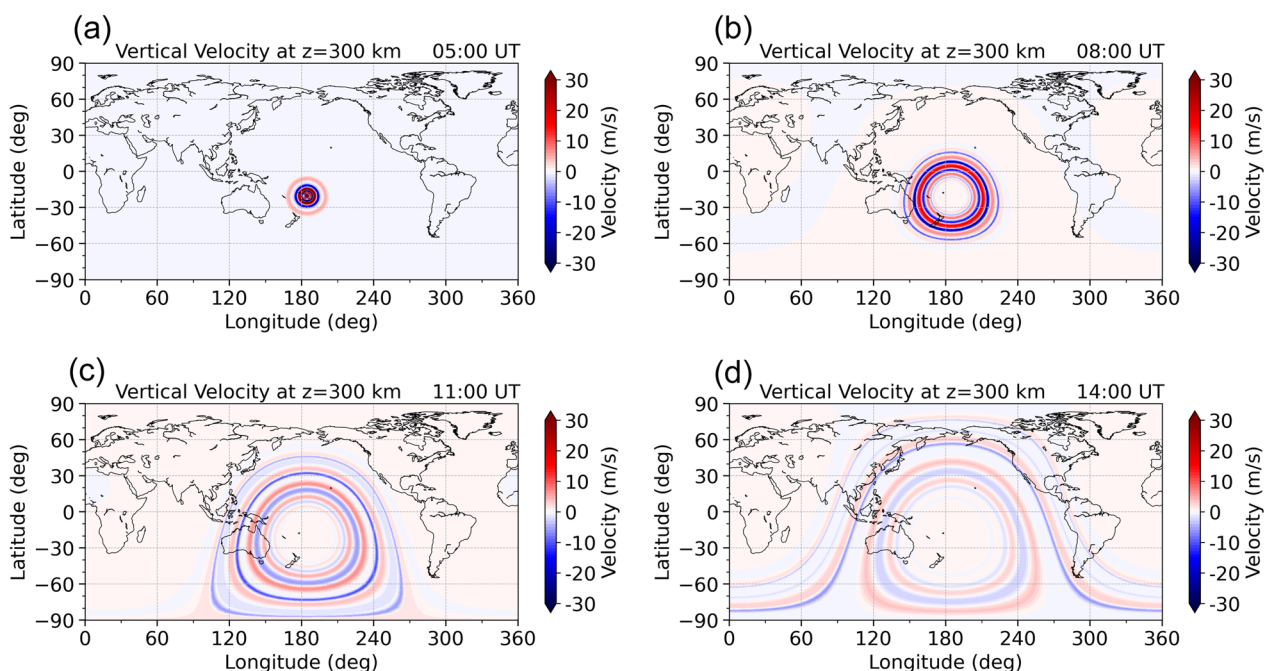 (a)
Vertical Velocity at z=300 km 05:00 UT
90
60
30
0
−30
−60
−90
Latitude (deg)
0 60 120 180 240 300 360
Longitude (deg)
30
20
10
0
-10
-20
-30
Velocity (m/s)
(b)
Vertical Velocity at z=300 km 08:00 UT
90
60
30
0
−30
−60
−90
Latitude (deg)
0 60 120 180 240 300 360
Longitude (deg)
30
20
10
0
-10
-20
-30
Velocity (m/s)
(c)
Vertical Velocity at z=300 km 11:00 UT
90
60
30
0
−30
−60
−90
Latitude (deg)
0 60 120 180 240 300 360
Longitude (deg)
30
20
10
0
-10
-20
-30
Velocity (m/s)
(d)
Vertical Velocity at z=300 km 14:00 UT
90
60
30
0
−30
−60
−90
Latitude (deg)
0 60 120 180 240 300 360
Longitude (deg)
30
20
10
0
-10
-20
-30
Velocity (m/s)